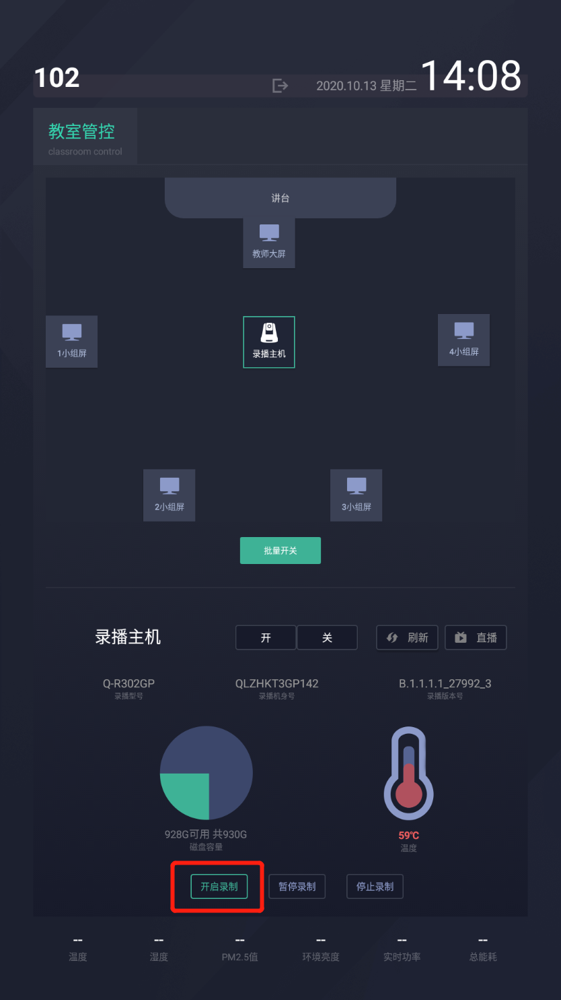 102
2020.10.13 星期二
14:08
教室管控
classroom control
讲台
教师大屏
1小组屏
录播主机
4小组屏
2小组屏
3小组屏
批量开关
录播主机
开
关
刷新
直播
Q-R302GP
QLZHKT3GP142
B.1.1.1.1_27992_3
录播型号
录播机身号
录播版本号
928G可用 共930G
磁盘容量
59℃
温度
开启录制
暂停录制
停止录制
--
--
--
--
--
--
温度
湿度
PM2.5值
环境亮度
实时功率
总能耗